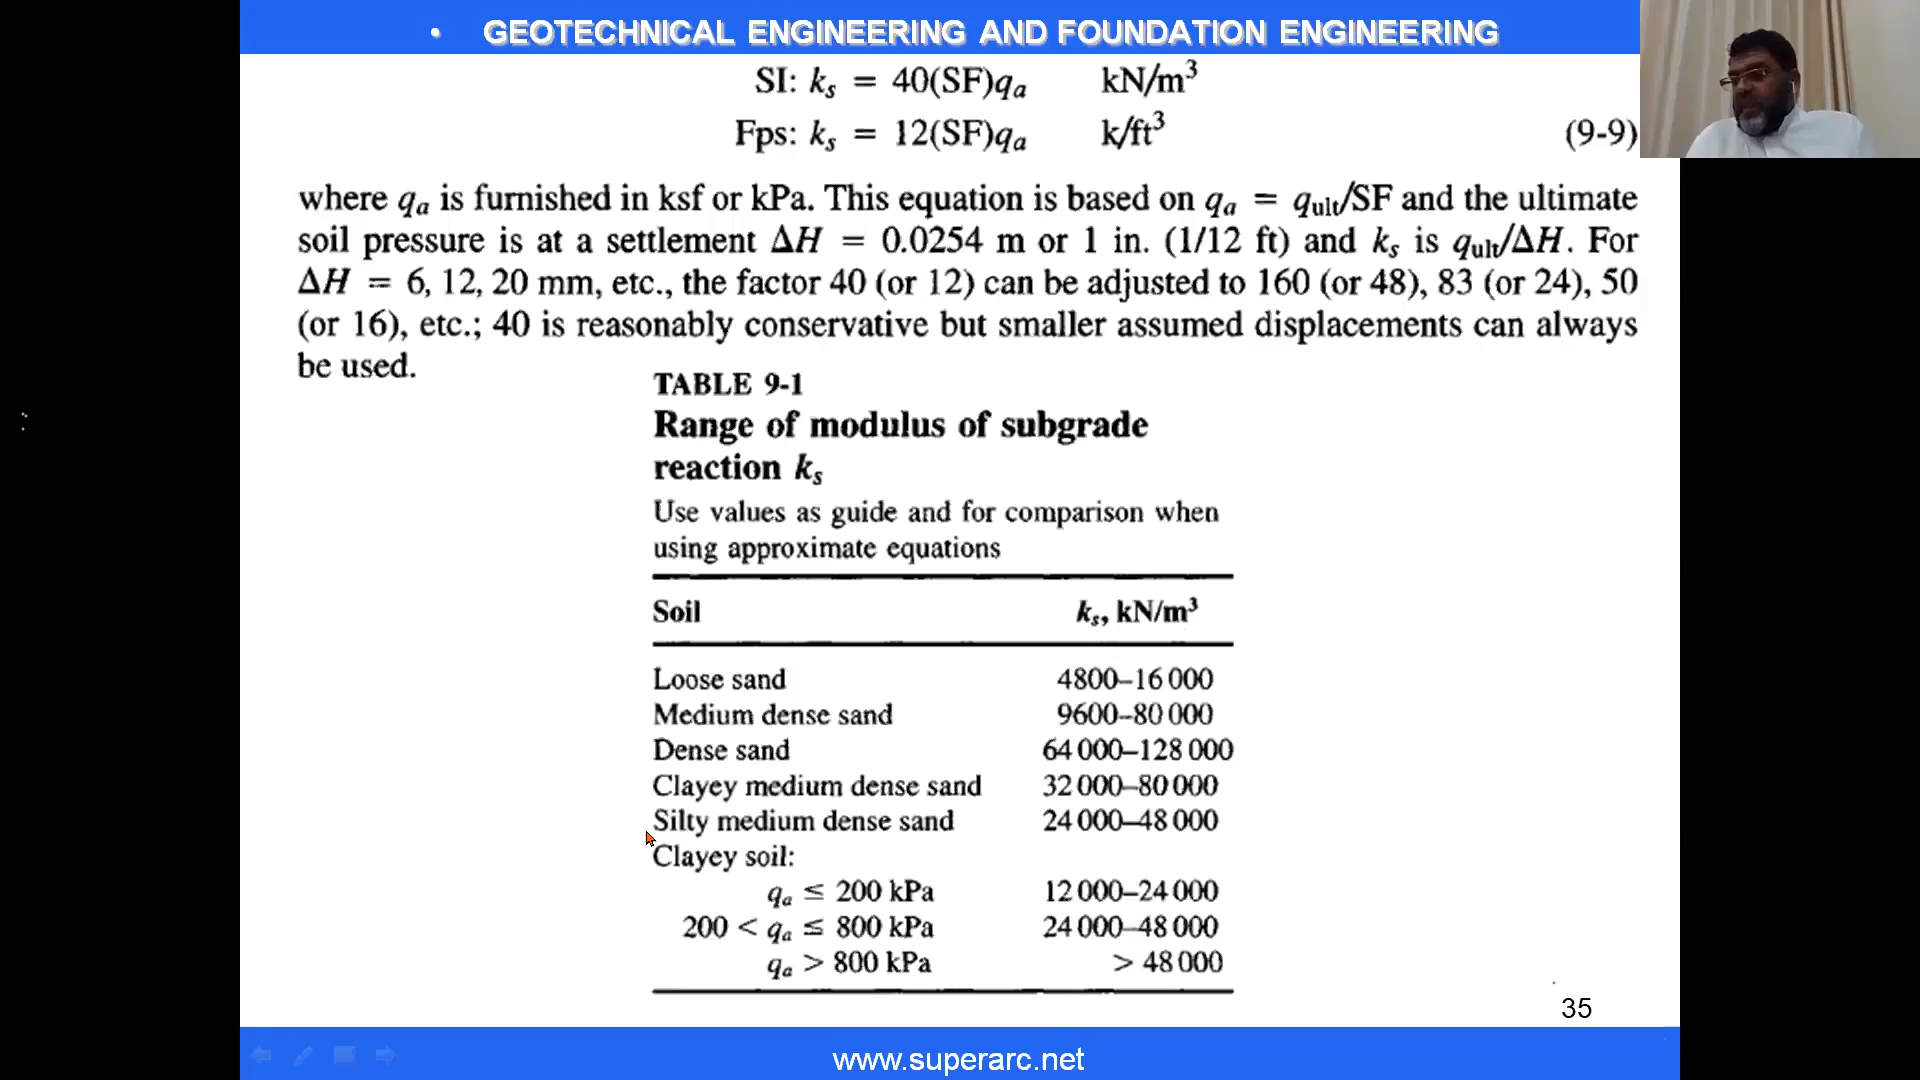 • GEOTECHNICAL ENGINEERING AND FOUNDATION ENGINEERING
SI: kₛ = 40(SF)qₐ kN/m³
Fps: kₛ = 12(SF)qₐ k/ft³ (9-9)
where qₐ is furnished in ksf or kPa. This equation is based on qₐ = qᵤₗₜ/SF and the ultimate
soil pressure is at a settlement ΔH = 0.0254 m or 1 in. (1/12 ft) and kₛ is qᵤₗₜ/ΔH. For
ΔH = 6, 12, 20 mm, etc., the factor 40 (or 12) can be adjusted to 160 (or 48), 83 (or 24), 50
(or 16), etc.; 40 is reasonably conservative but smaller assumed displacements can always
be used.
TABLE 9-1
Range of modulus of subgrade
reaction kₛ
Use values as guide and for comparison when
using approximate equations
Soil kₛ, kN/m³
Loose sand 4800–16 000
Medium dense sand 9600–80 000
Dense sand 64 000–128 000
Clayey medium dense sand 32 000–80 000
Silty medium dense sand 24 000–48 000
Clayey soil:
qₐ ≤ 200 kPa 12 000–24 000
200 < qₐ ≤ 800 kPa 24 000–48 000
qₐ > 800 kPa > 48 000
35
www.superarc.net